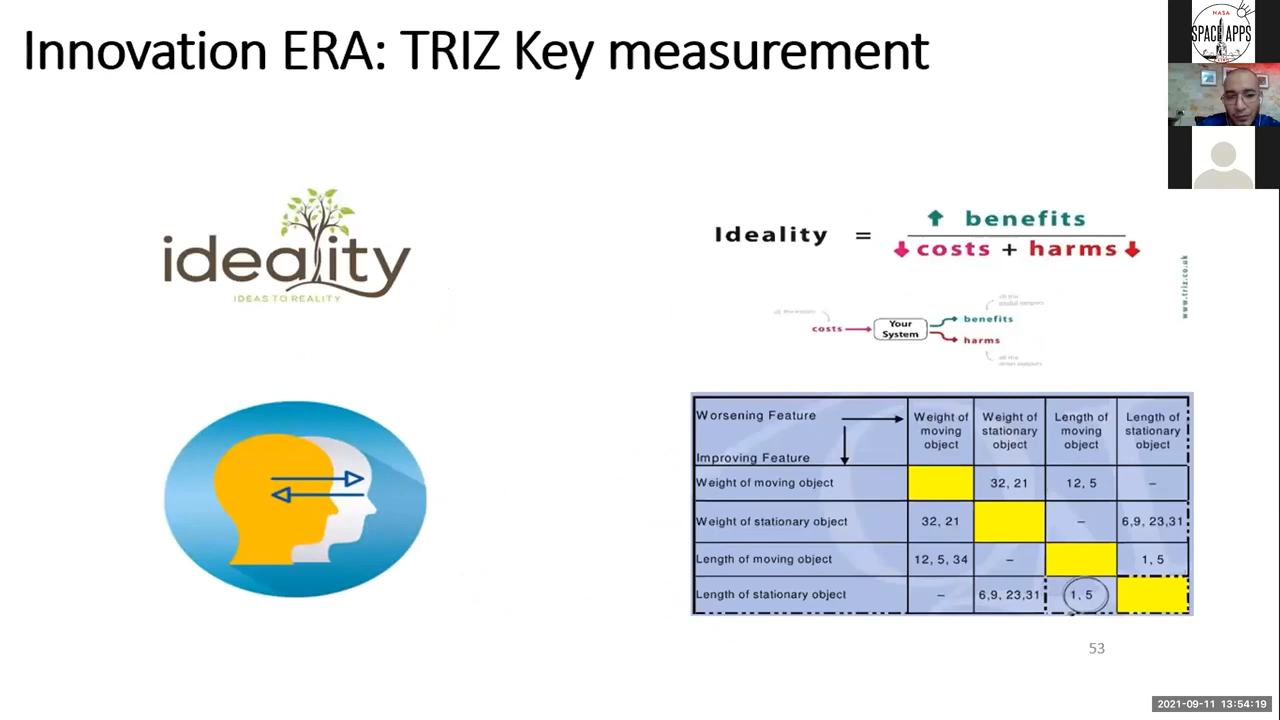 Innovation ERA: TRIZ Key measurement
NASA
SPACE APPS
ideality
IDEAS TO REALITY
Ideality = benefits
costs + harms
www.triz.co.uk
costs
Your
System
benefits
harms
Worsening Feature
Improving Feature
Weight of moving object
Weight of stationary object
Length of moving object
Length of stationary object
Weight of moving object 32, 21 12, 5 –
Weight of stationary object 32, 21 – 6,9, 23,31
Length of moving object 12, 5, 34 – 1, 5
Length of stationary object – 6,9, 23,31 1, 5
53
2021-09-11 13:54:19